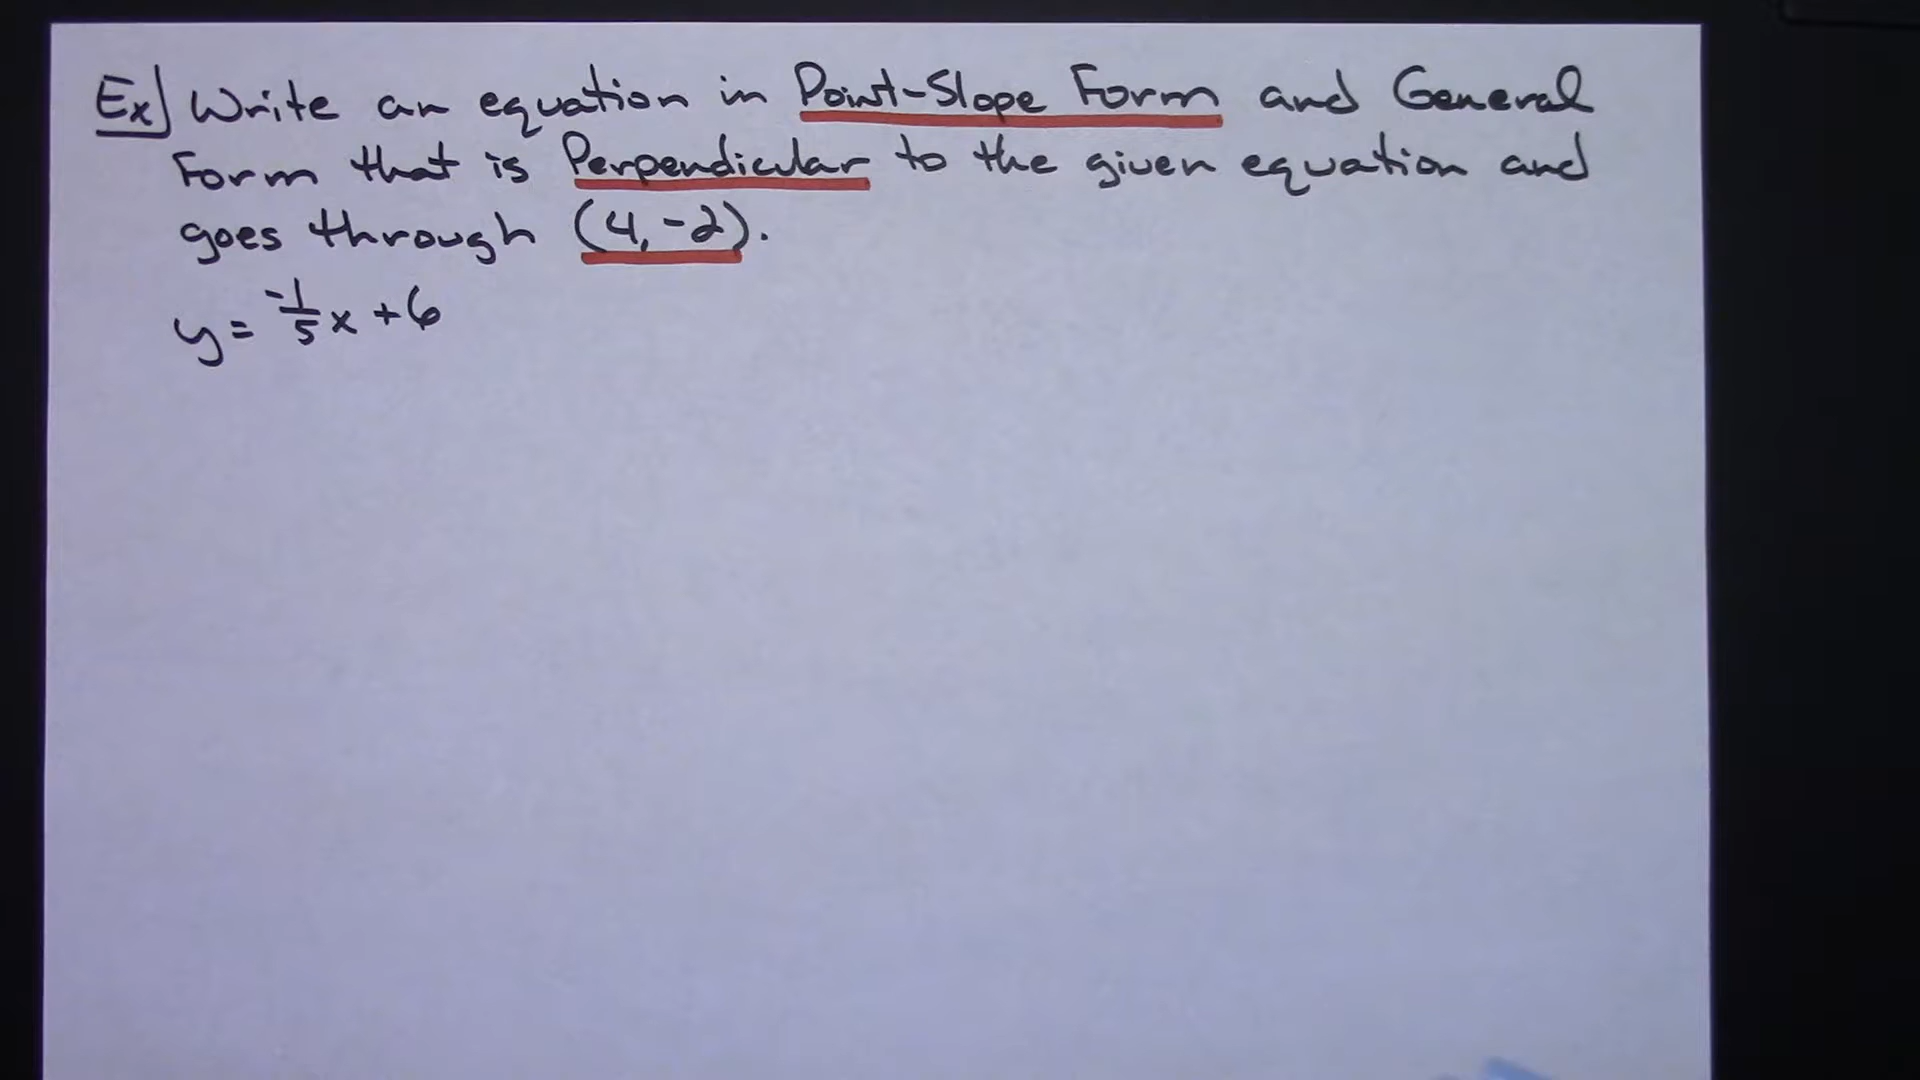 Ex] Write an equation in Point-Slope Form and General
Form that is Perpendicular to the given equation and
goes through (4,-2).
y = -1/5 x + 6